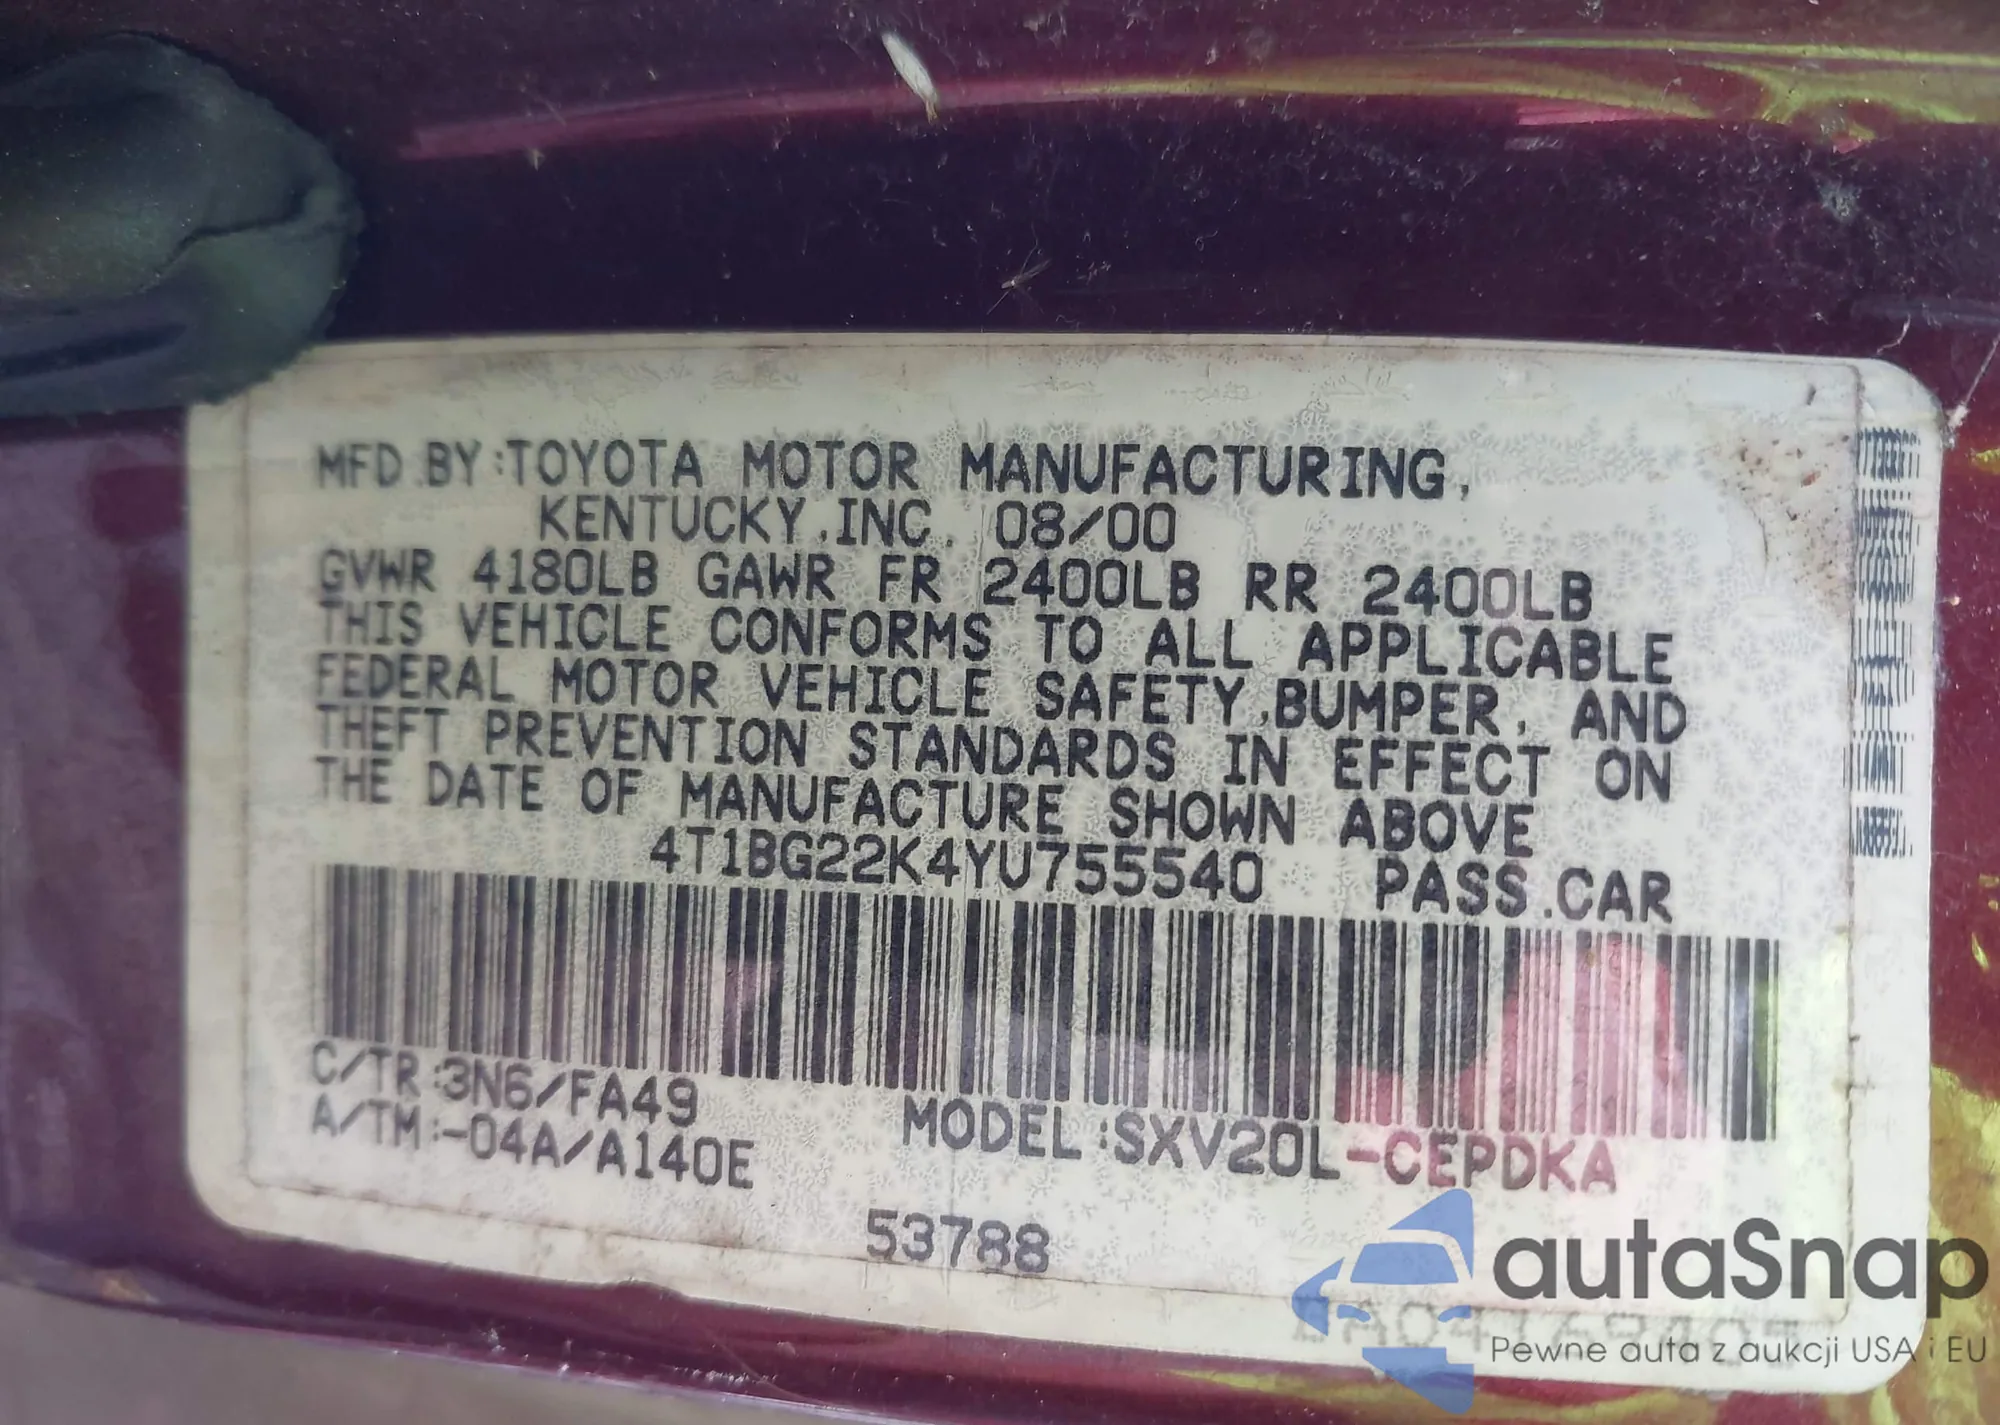 MFD.BY:TOYOTA MOTOR MANUFACTURING,
KENTUCKY,INC. 08/00
GVWR 4180LB GAWR FR 2400LB RR 2400LB
THIS VEHICLE CONFORMS TO ALL APPLICABLE
FEDERAL MOTOR VEHICLE SAFETY,BUMPER, AND
THEFT PREVENTION STANDARDS IN EFFECT ON
THE DATE OF MANUFACTURE SHOWN ABOVE
4T1BG22K4YU755540 PASS.CAR
C/TR:3N6/FA49
A/TM:-04A/A140E
MODEL:SXV20L-CEPDKA
53788
autaSnap
Pewne auta z aukcji USA i EU